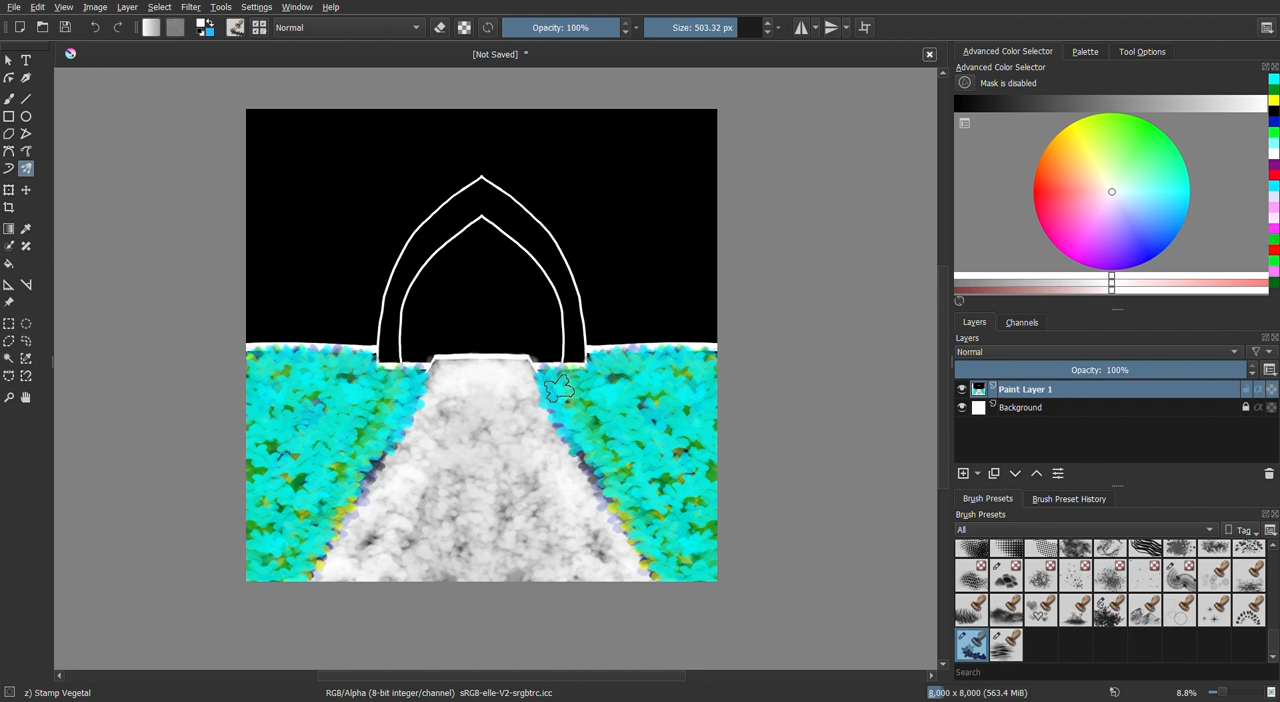 File Edit View Image Layer Select Filter Tools Settings Window Help
Normal Opacity: 100% Size: 503.32 px
[Not Saved] *
Advanced Color Selector Palette Tool Options
Advanced Color Selector
Mask is disabled
Layers Channels
Layers
Normal
Opacity: 100%
Paint Layer 1
Background
Brush Presets Brush Preset History
Brush Presets
All Tag
Search
z) Stamp Vegetal RGB/Alpha (8-bit integer/channel) sRGB-elle-V2-srgbtrc.icc 8,000 x 8,000 (563.4 MiB) 8.8%